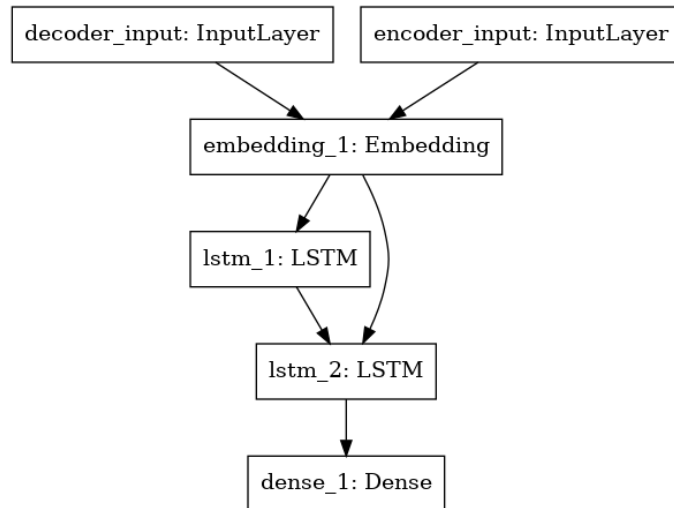 decoder_input: InputLayer
encoder_input: InputLayer
embedding_1: Embedding
lstm_1: LSTM
lstm_2: LSTM
dense_1: Dense